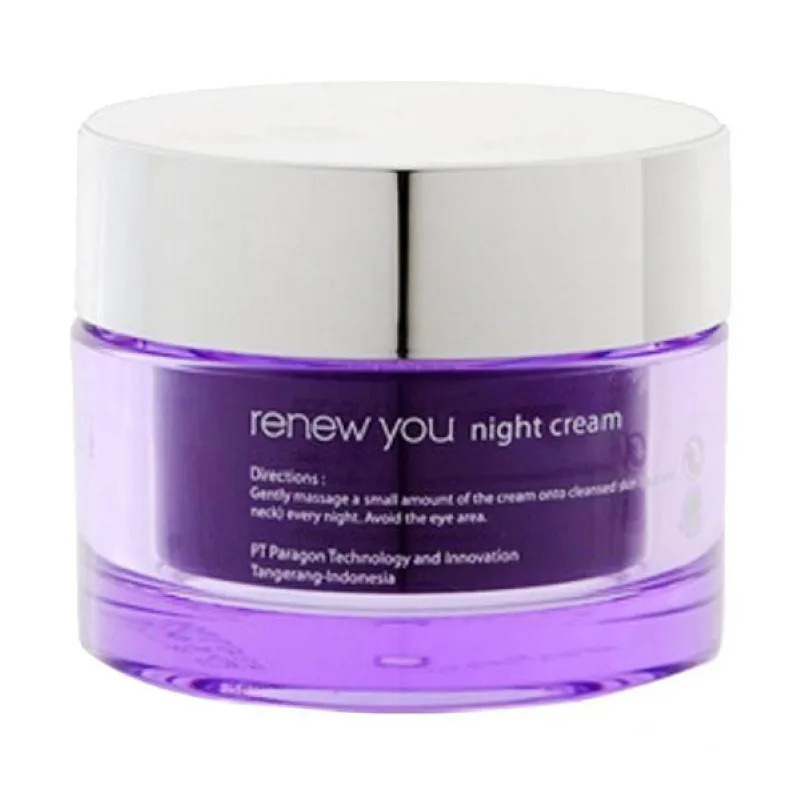 renew you night cream
Directions :
Gently massage a small amount of the cream onto cleansed skin
neck) every night. Avoid the eye area.
PT Paragon Technology and Innovation
Tangerang-Indonesia